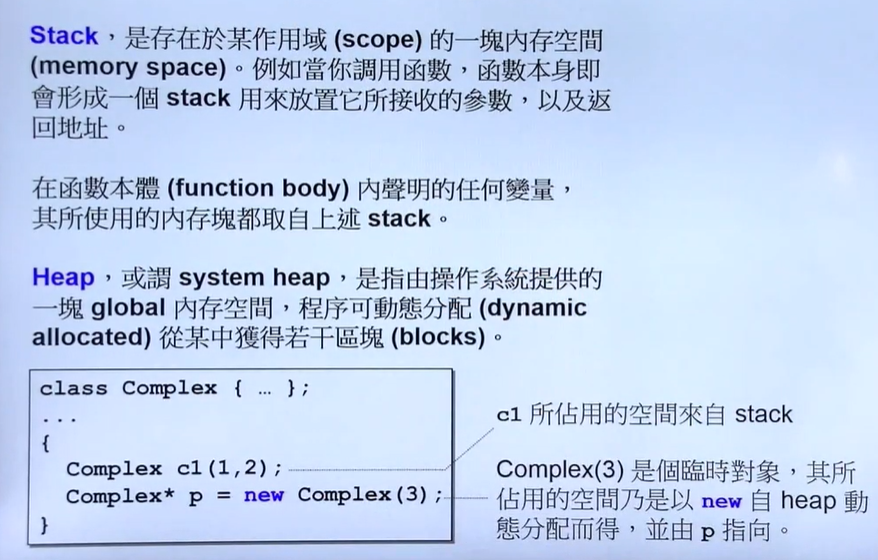 Stack，是存在於某作用域 (scope) 的一塊內存空間
(memory space)。例如當你調用函數，函數本身即
會形成一個 stack 用來放置它所接收的參數，以及返
回地址。
在函數本體 (function body) 內聲明的任何變量，
其所使用的內存塊都取自上述 stack。
Heap，或謂 system heap，是指由操作系統提供的
一塊 global 內存空間，程序可動態分配 (dynamic
allocated) 從某中獲得若干區塊 (blocks)。
class Complex { … };
...
{
Complex c1(1,2);
Complex* p = new Complex(3);
}
c1 所佔用的空間來自 stack
Complex(3) 是個臨時對象，其所
佔用的空間乃是以 new 自 heap 動
態分配而得，並由 p 指向。